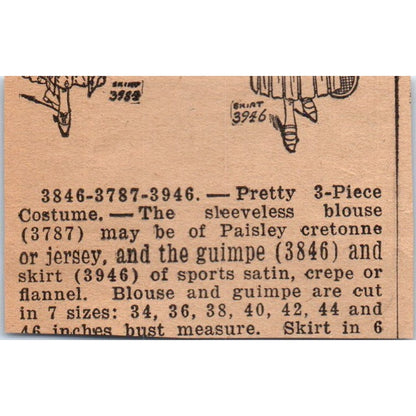 SKIRT
3984
SKIRT
3946
3846-3787-3946. — Pretty 3-Piece
Costume. — The sleeveless blouse
(3787) may be of Paisley cretonne
or jersey, and the guimpe (3846) and
skirt (3946) of sports satin, crepe or
flannel. Blouse and guimpe are cut
in 7 sizes: 34, 36, 38, 40, 42, 44 and
46 inches bust measure. Skirt in 6